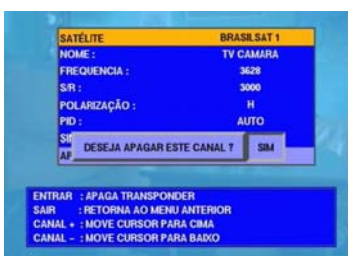 SATÉLITE BRASILSAT 1
NOME : TV CAMARA
FREQUENCIA : 3628
S/R : 3000
POLARIZAÇÃO : H
PID : AUTO
DESEJA APAGAR ESTE CANAL ? SIM
ENTRAR : APAGA TRANSPONDER
SAIR : RETORNA AO MENU ANTERIOR
CANAL + : MOVE CURSOR PARA CIMA
CANAL – : MOVE CURSOR PARA BAIXO